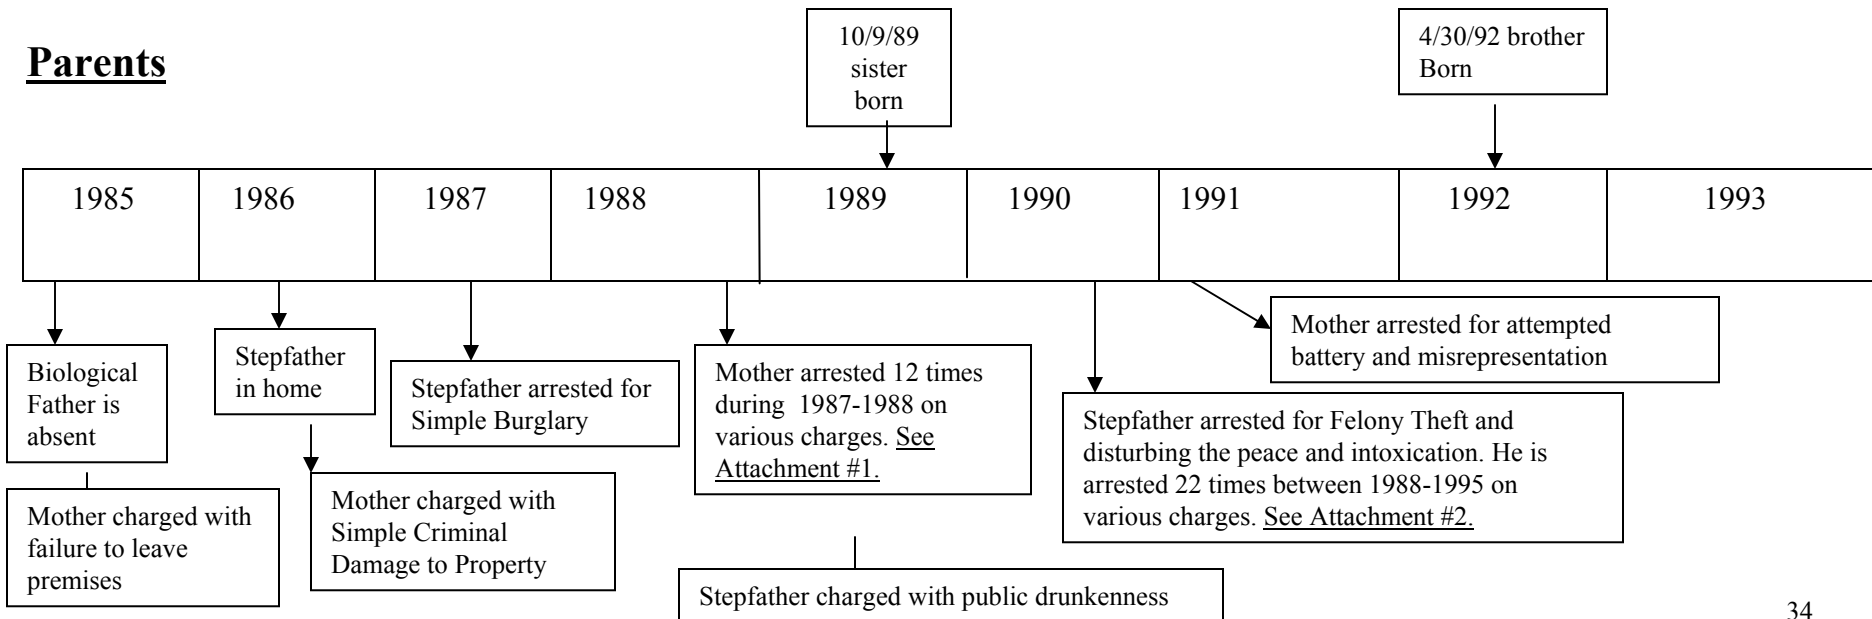 Parents
10/9/89
sister
born
4/30/92 brother
Born
1985 1986 1987 1988 1989 1990 1991 1992 1993
Biological
Father is
absent
Mother charged with
failure to leave
premises
Stepfather
in home
Mother charged with
Simple Criminal
Damage to Property
Stepfather arrested for
Simple Burglary
Mother arrested 12 times
during 1987-1988 on
various charges. See
Attachment #1.
Stepfather charged with public drunkenness
Stepfather arrested for Felony Theft and
disturbing the peace and intoxication. He is
arrested 22 times between 1988-1995 on
various charges. See Attachment #2.
Mother arrested for attempted
battery and misrepresentation
34